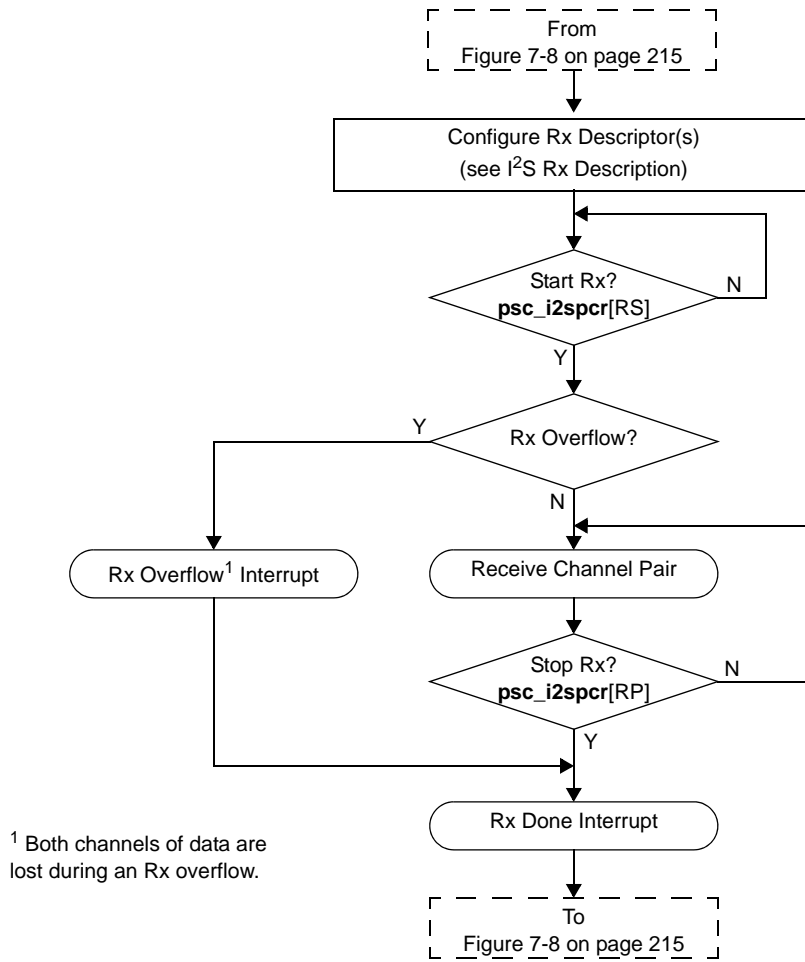 From
Figure 7-8 on page 215
Configure Rx Descriptor(s)
(see I²S Rx Description)
Start Rx?
psc_i2spcr[RS]
N
Y
Rx Overflow?
Y
N
Rx Overflow¹ Interrupt
Receive Channel Pair
Stop Rx?
psc_i2spcr[RP]
N
Y
Rx Done Interrupt
¹ Both channels of data are
lost during an Rx overflow.
To
Figure 7-8 on page 215